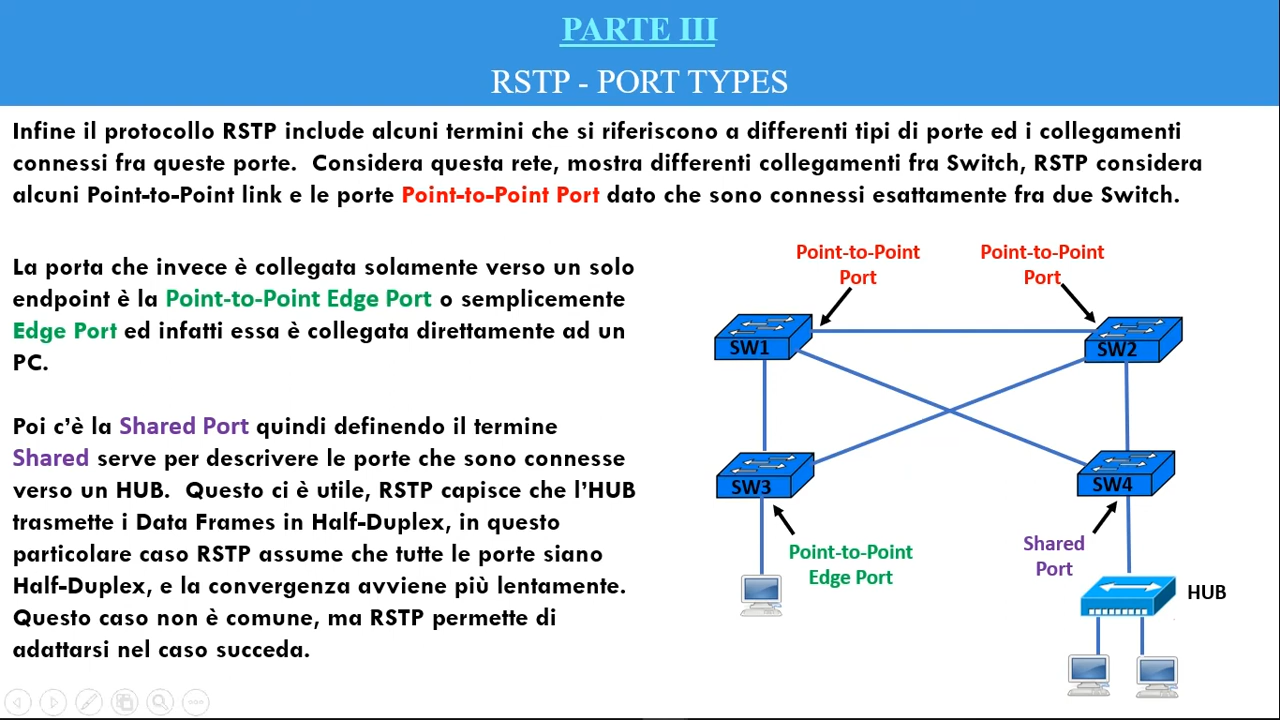 PARTE III
RSTP - PORT TYPES
Infine il protocollo RSTP include alcuni termini che si riferiscono a differenti tipi di porte ed i collegamenti
connessi fra queste porte. Considera questa rete, mostra differenti collegamenti fra Switch, RSTP considera
alcuni Point-to-Point link e le porte Point-to-Point Port dato che sono connessi esattamente fra due Switch.
La porta che invece è collegata solamente verso un solo
endpoint è la Point-to-Point Edge Port o semplicemente
Edge Port ed infatti essa è collegata direttamente ad un
PC.
Poi c’è la Shared Port quindi definendo il termine
Shared serve per descrivere le porte che sono connesse
verso un HUB. Questo ci è utile, RSTP capisce che l’HUB
trasmette i Data Frames in Half-Duplex, in questo
particolare caso RSTP assume che tutte le porte siano
Half-Duplex, e la convergenza avviene più lentamente.
Questo caso non è comune, ma RSTP permette di
adattarsi nel caso succeda.
Point-to-Point
Port
Point-to-Point
Port
SW1
SW2
SW3
SW4
Point-to-Point
Edge Port
Shared
Port
HUB